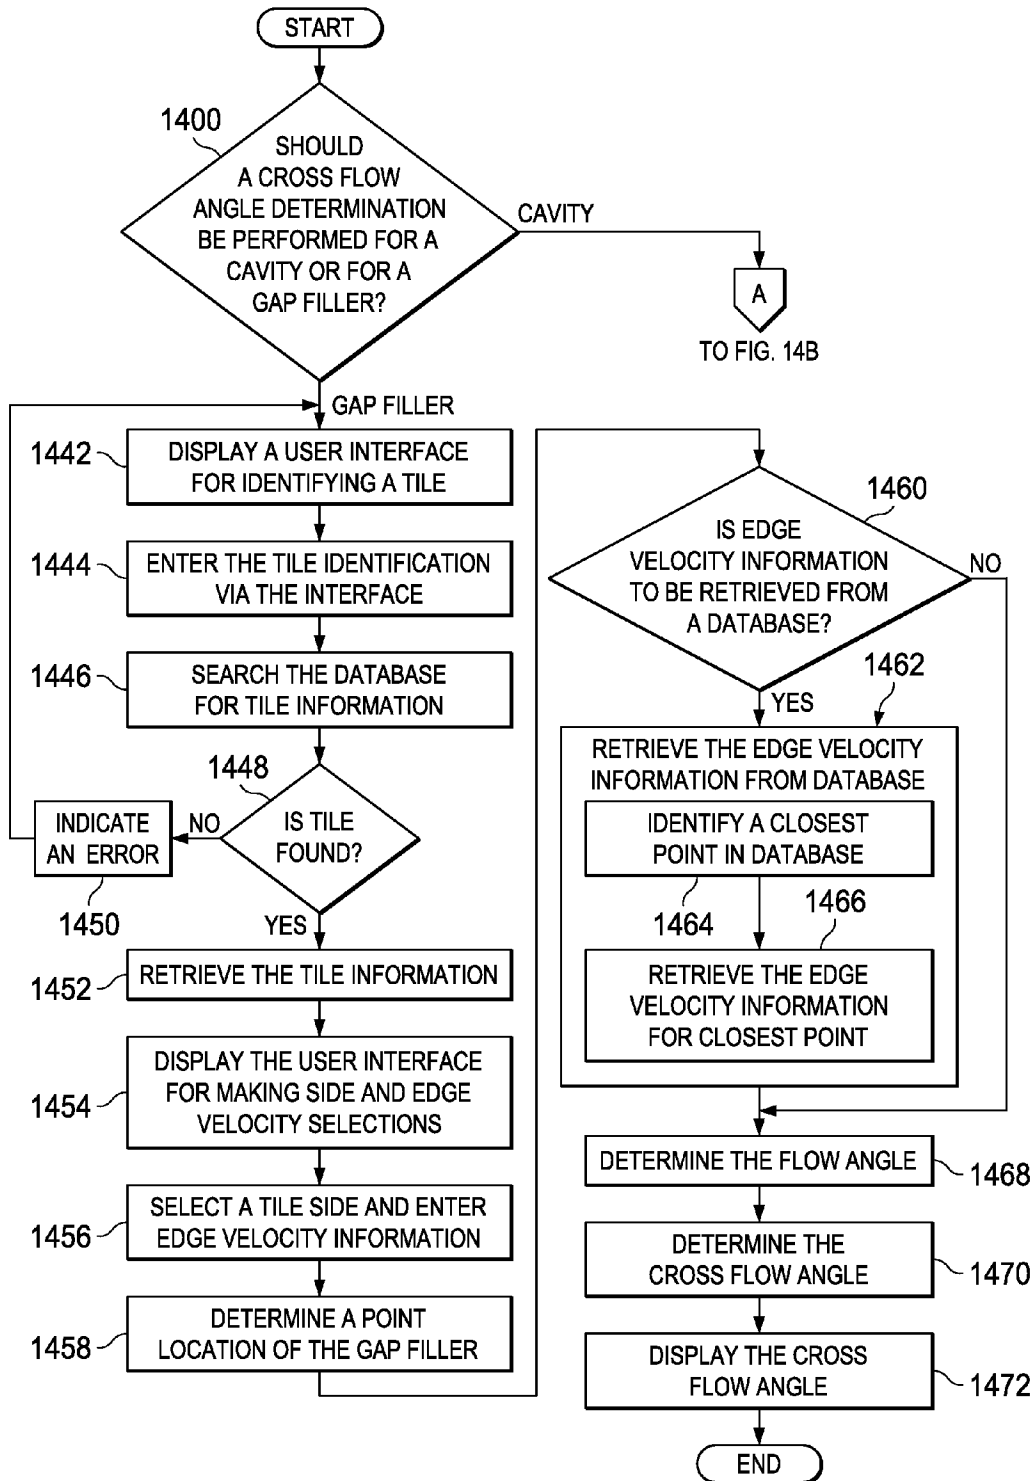 START
1400
SHOULD
A CROSS FLOW
ANGLE DETERMINATION
BE PERFORMED FOR A
CAVITY OR FOR A
GAP FILLER?
CAVITY
A
TO FIG. 14B
GAP FILLER
1442
DISPLAY A USER INTERFACE
FOR IDENTIFYING A TILE
1444
ENTER THE TILE IDENTIFICATION
VIA THE INTERFACE
1446
SEARCH THE DATABASE
FOR TILE INFORMATION
1448
IS TILE
FOUND?
NO
INDICATE
AN ERROR
1450
YES
1452
RETRIEVE THE TILE INFORMATION
1454
DISPLAY THE USER INTERFACE
FOR MAKING SIDE AND EDGE
VELOCITY SELECTIONS
1456
SELECT A TILE SIDE AND ENTER
EDGE VELOCITY INFORMATION
1458
DETERMINE A POINT
LOCATION OF THE GAP FILLER
1460
IS EDGE
VELOCITY INFORMATION
TO BE RETRIEVED FROM
A DATABASE?
NO
YES
1462
RETRIEVE THE EDGE VELOCITY
INFORMATION FROM DATABASE
IDENTIFY A CLOSEST
POINT IN DATABASE
1464
1466
RETRIEVE THE EDGE
VELOCITY INFORMATION
FOR CLOSEST POINT
DETERMINE THE FLOW ANGLE
1468
DETERMINE THE
CROSS FLOW ANGLE
1470
DISPLAY THE CROSS
FLOW ANGLE
1472
END